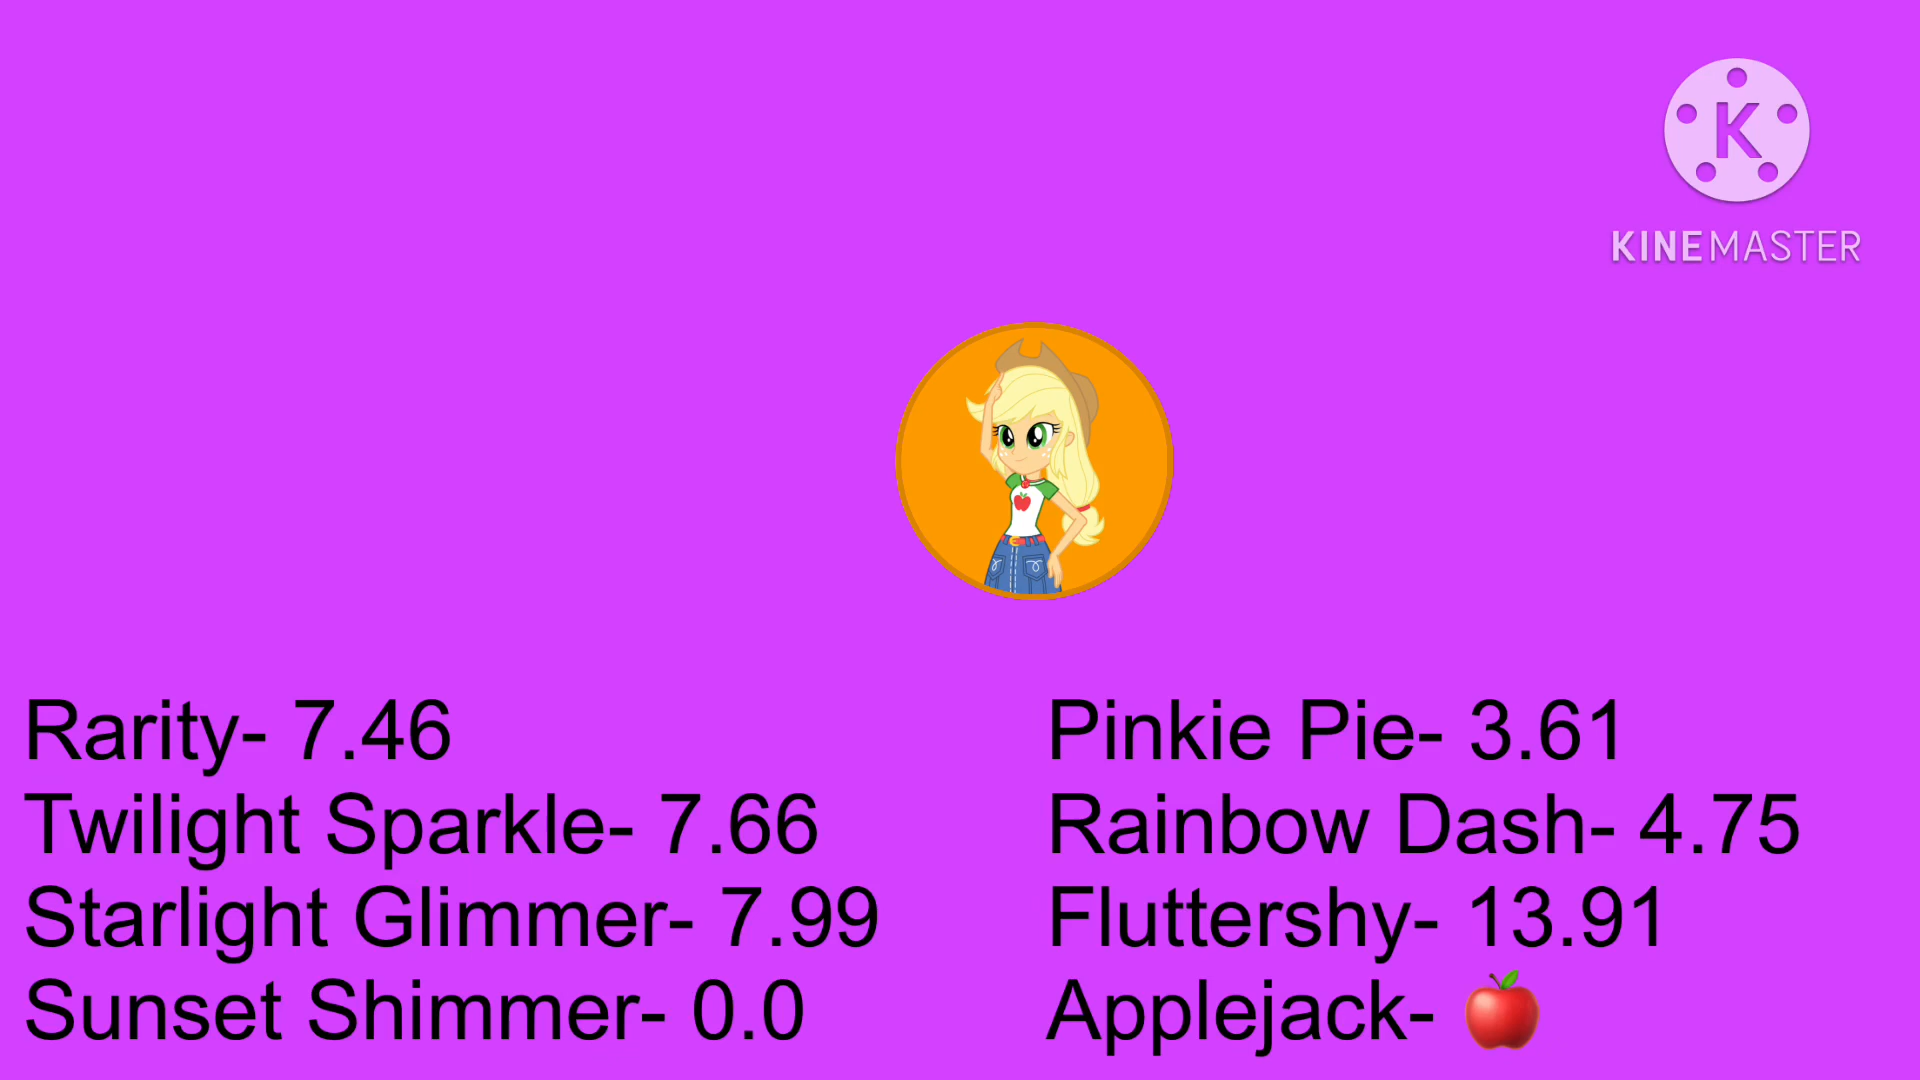 K
KINEMASTER
Rarity- 7.46
Twilight Sparkle- 7.66
Starlight Glimmer- 7.99
Sunset Shimmer- 0.0
Pinkie Pie- 3.61
Rainbow Dash- 4.75
Fluttershy- 13.91
Applejack- 🍎